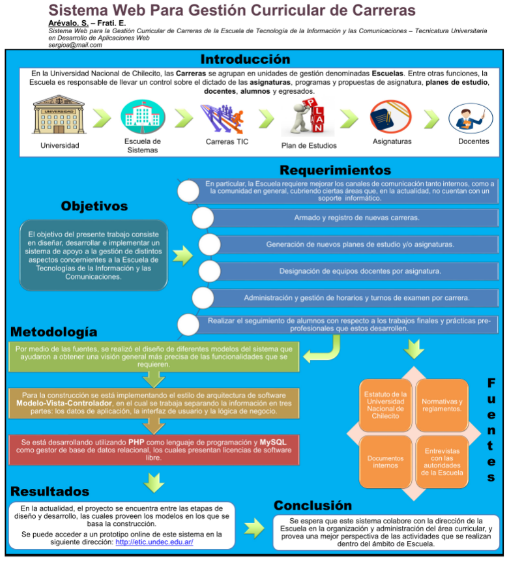 Sistema Web Para Gestión Curricular de Carreras
Arévalo. S. – Frati. E.
Sistema Web para la Gestión Curricular de Carreras de la Escuela de Tecnología de la Información y las Comunicaciones – Tecnicatura Universitaria
en Desarrollo de Aplicaciones Web
sergioa@mail.com
Introducción
En la Universidad Nacional de Chilecito, las Carreras se agrupan en unidades de gestión denominadas Escuelas. Entre otras funciones, la
Escuela es responsable de llevar un control sobre el dictado de las asignaturas, programas y propuestas de asignatura, planes de estudio,
docentes, alumnos y egresados.
UNIVERSIDAD
PLAN
Universidad
Escuela de
Sistemas
Carreras TIC
Plan de Estudios
Asignaturas
Docentes
Requerimientos
En particular, la Escuela requiere mejorar los canales de comunicación tanto Internos, como a
la comunidad en general, cubriendo ciertas áreas que, en la actualidad, no cuentan con un
soporte informático.
Armado y registro de nuevas carreras.
Generación de nuevos planes de estudio y/o asignaturas.
Designación de equipos docentes por asignatura.
Administración y gestión de horarios y turnos de examen por carrera.
Realizar el seguimiento de alumnos con respecto a los trabajos finales y prácticas pre-
profesionales que estos desarrollen.
Objetivos
El objetivo del presente trabajo consiste
en diseñar, desarrollar e implementar un
sistema de apoyo a la gestión de distintos
aspectos concernientes a la Escuela de
Tecnologías de la Información y las
Comunicaciones.
Metodología
Por medio de las fuentes, se realizó el diseño de diferentes modelos del sistema que
ayudaron a obtener una visión general más precisa de las funcionalidades que se
requieren.
Para la construcción se está implementando el estilo de arquitectura de software
Modelo-Vista-Controlador, en el cual se trabaja separando la información en tres
partes: los datos de aplicación, la interfaz de usuario y la lógica de negocio.
Se está desarrollando utilizando PHP como lenguaje de programación y MySQL
como gestor de base de datos relacional, los cuales presentan licencias de software
libre.
Fuentes
Estatuto de la
Universidad
Nacional de
Chilecito
Normativas y
reglamentos.
Documentos
internos
Entrevistas
con las
autoridades
de la Escuela
Resultados
En la actualidad, el proyecto se encuentra entre las etapas de
diseño y desarrollo, las cuales proveen los modelos en los que se
basa la construcción.
Se puede acceder a un prototipo online de este sistema en la
siguiente dirección: http://etic.undec.edu.ar/
Conclusión
Se espera que este sistema colabore con la dirección de la
Escuela en la organización y administración del área curricular, y
provea una mejor perspectiva de las actividades que se realizan
dentro del ámbito de Escuela.